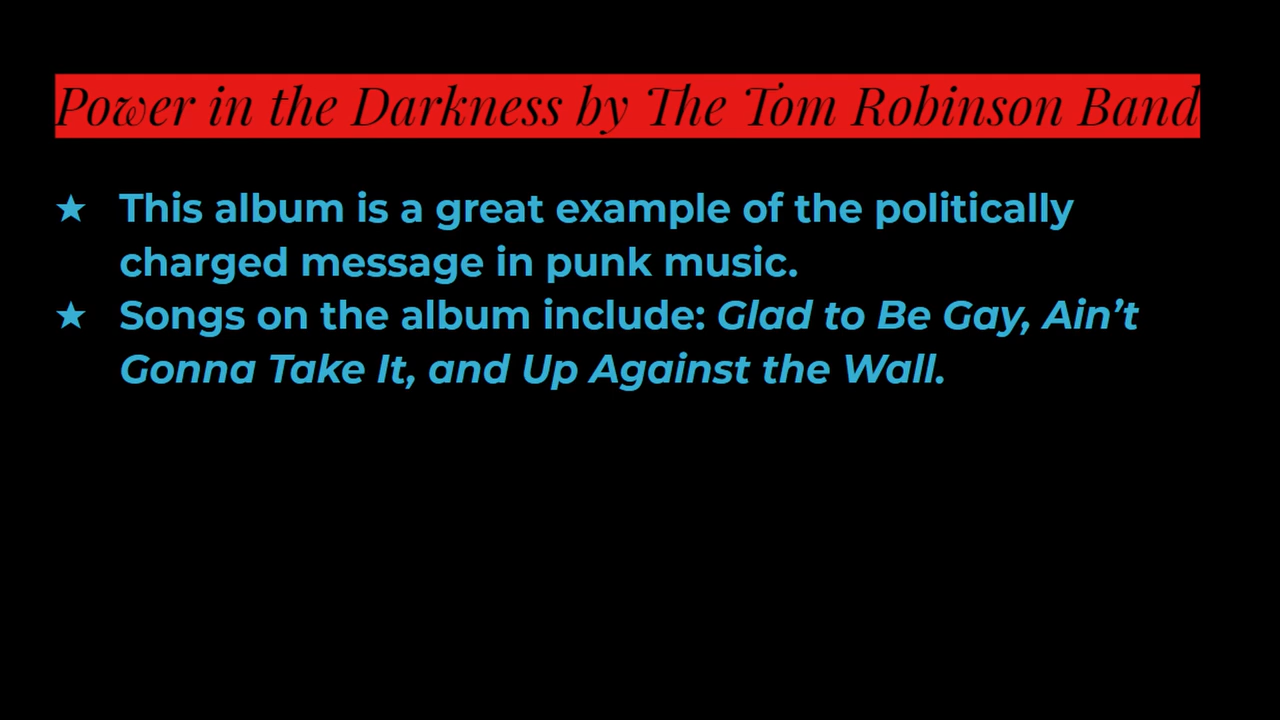 Power in the Darkness by The Tom Robinson Band
★ This album is a great example of the politically
charged message in punk music.
★ Songs on the album include: Glad to Be Gay, Ain’t
Gonna Take It, and Up Against the Wall.